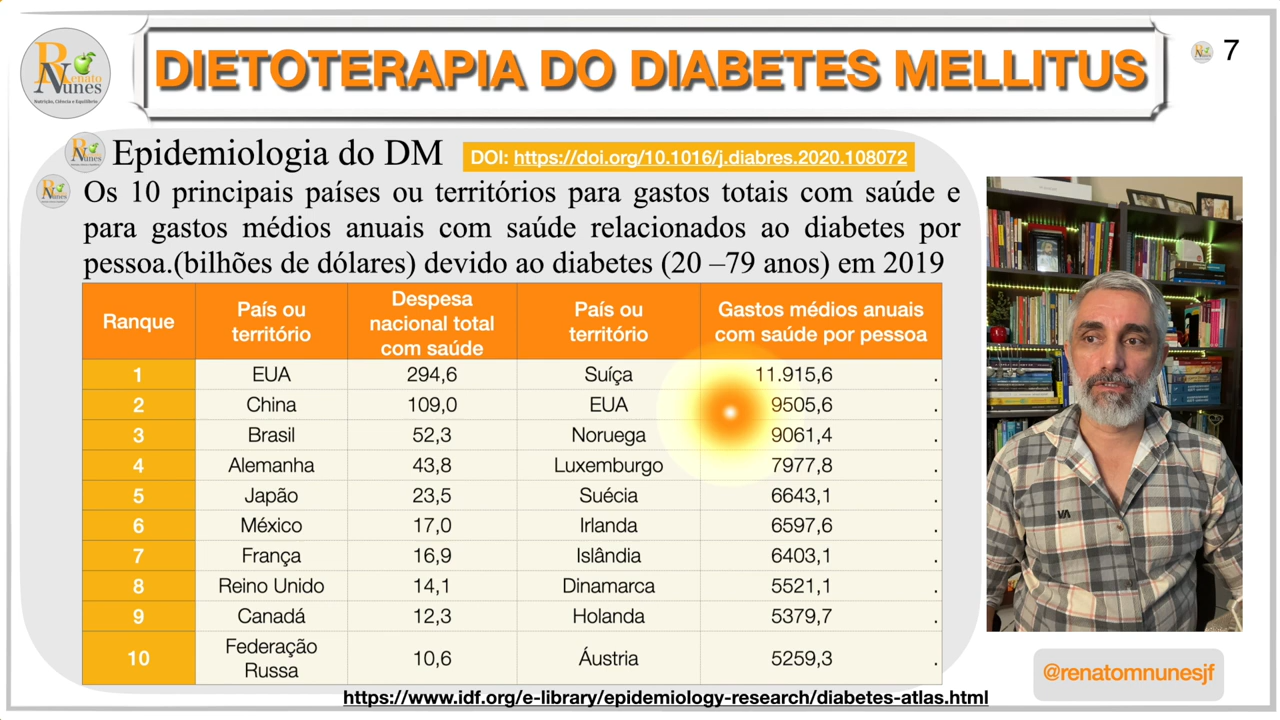 Renato
Nunes
Nutrição, Ciência e Equilíbrio.
DIETOTERAPIA DO DIABETES MELLITUS
7
Epidemiologia do DM
DOI: https://doi.org/10.1016/j.diabres.2020.108072
Os 10 principais países ou territórios para gastos totais com saúde e
para gastos médios anuais com saúde relacionados ao diabetes por
pessoa.(bilhões de dólares) devido ao diabetes (20 –79 anos) em 2019
Ranque País ou território Despesa nacional total com saúde País ou território Gastos médios anuais com saúde por pessoa
1 EUA 294,6 Suíça 11.915,6 .
2 China 109,0 EUA 9505,6 .
3 Brasil 52,3 Noruega 9061,4 .
4 Alemanha 43,8 Luxemburgo 7977,8 .
5 Japão 23,5 Suécia 6643,1 .
6 México 17,0 Irlanda 6597,6 .
7 França 16,9 Islândia 6403,1 .
8 Reino Unido 14,1 Dinamarca 5521,1 .
9 Canadá 12,3 Holanda 5379,7 .
10 Federação Russa 10,6 Áustria 5259,3 .
https://www.idf.org/e-library/epidemiology-research/diabetes-atlas.html
VA
@renatomnunesjf